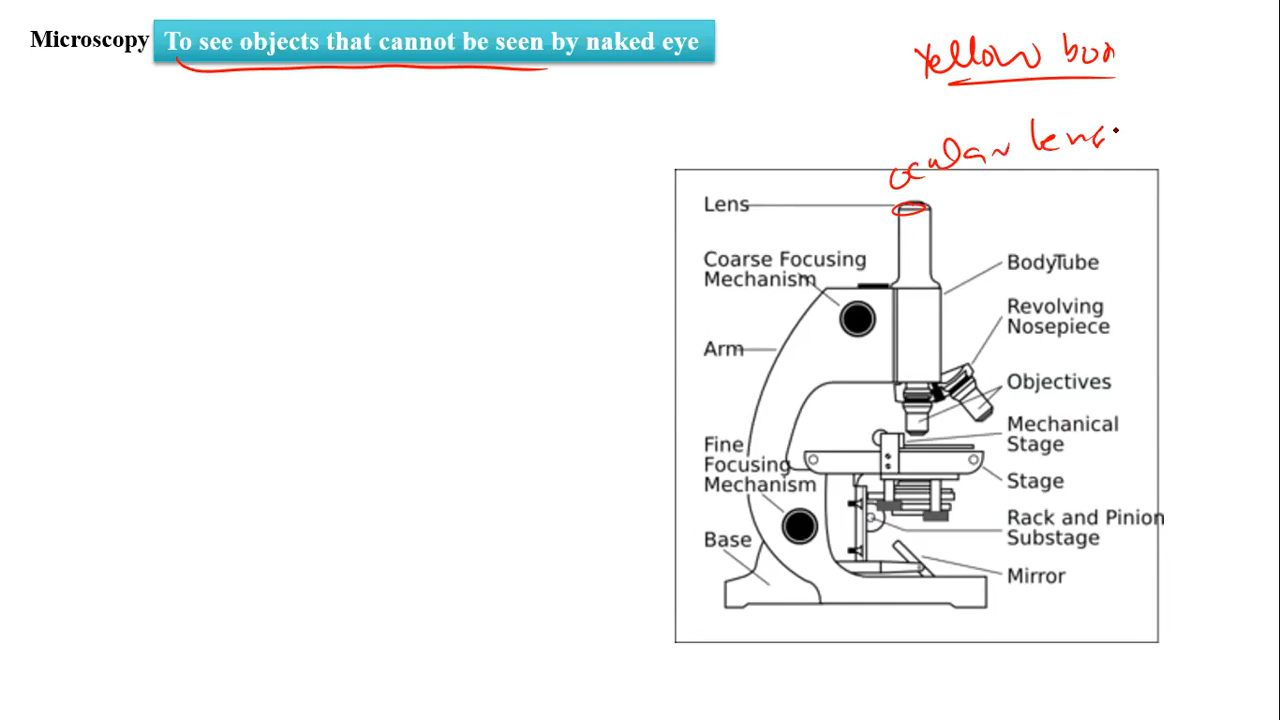 Microscopy To see objects that cannot be seen by naked eye
yellow box
ocular lens
Lens
Coarse Focusing
Mechanism
BodyTube
Revolving
Nosepiece
Arm
Objectives
Mechanical
Stage
Fine
Focusing
Mechanism
Stage
Rack and Pinion
Substage
Base
Mirror